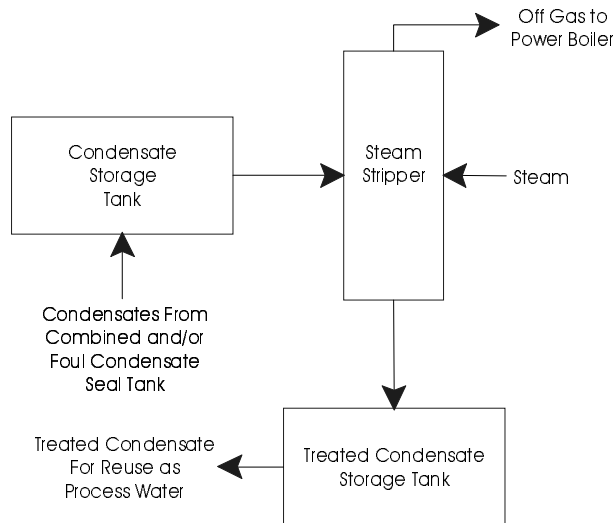 Off Gas to
Power Boiler
Condensate
Storage
Tank
Steam
Stripper
Steam
Condensates From
Combined and/or
Foul Condensate
Seal Tank
Treated Condensate
For Reuse as
Process Water
Treated Condensate
Storage Tank